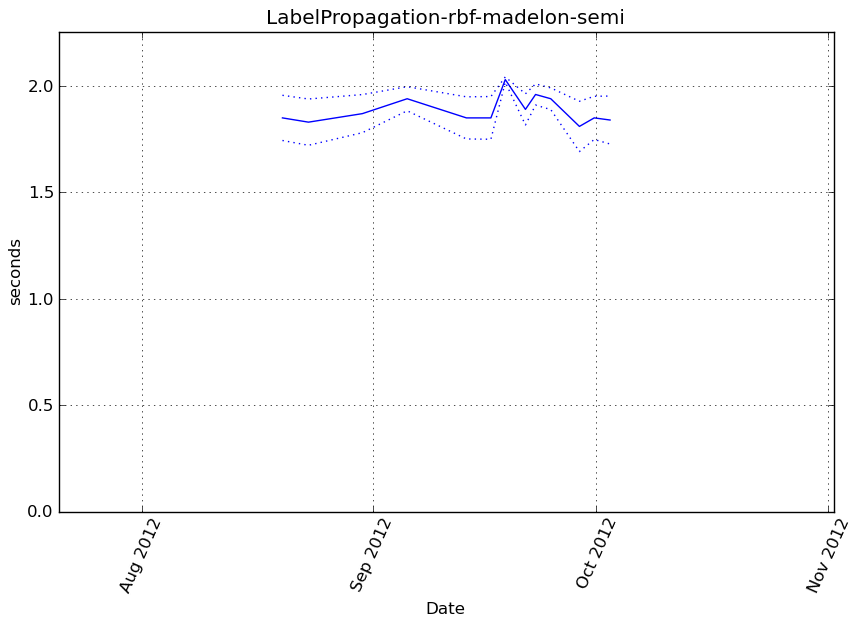 LabelPropagation-rbf-madelon-semi
2.0
1.5
1.0
0.5
0.0
seconds
Aug 2012
Sep 2012
Oct 2012
Nov 2012
Date